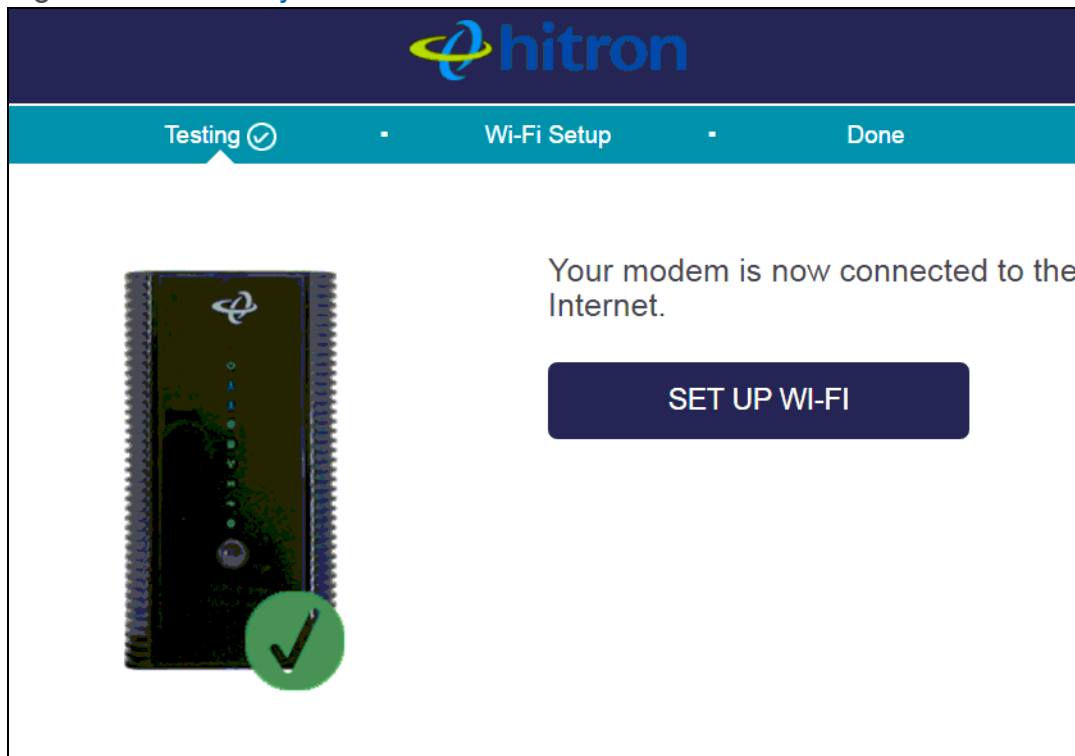 hitron
Testing
Wi-Fi Setup
Done
Your modem is now connected to the
Internet.
SET UP WI-FI